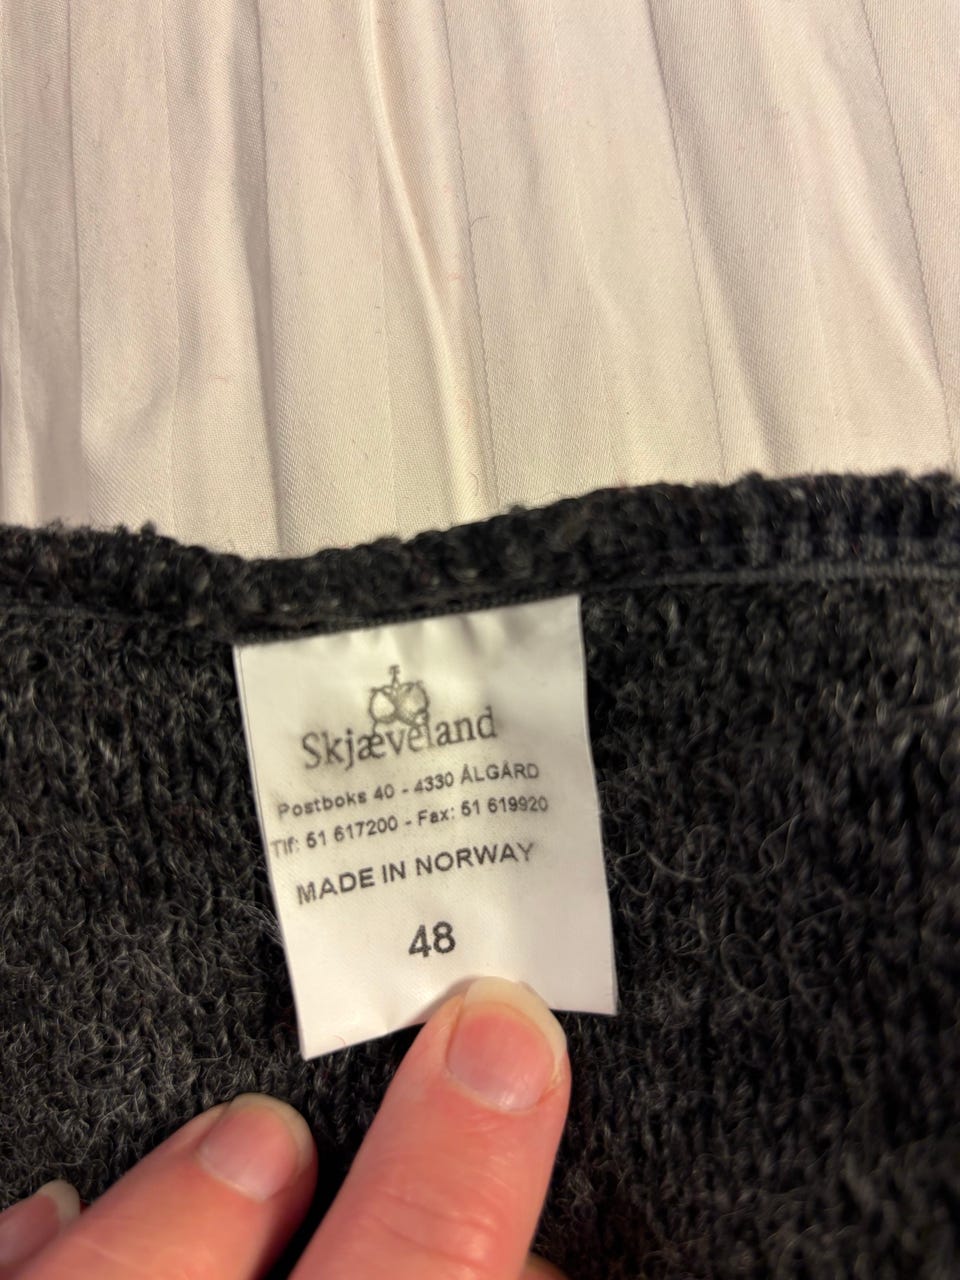 Skjæveland
Postboks 40 - 4330 ÅLGÅRD
Tlf: 51 617200 - Fax: 51 619920
MADE IN NORWAY
48